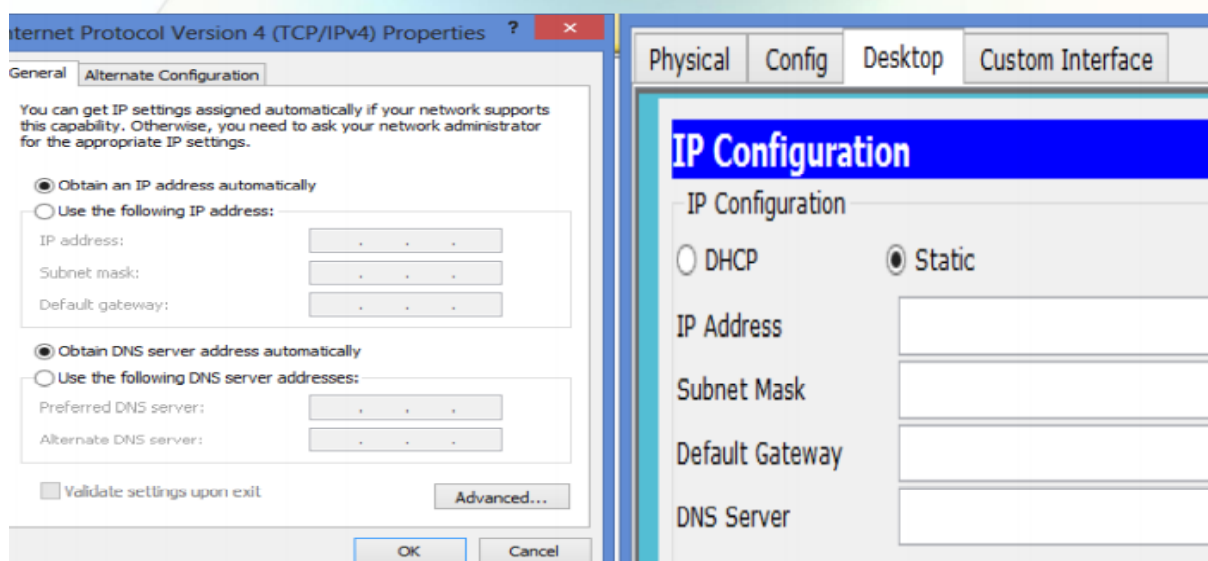 nternet Protocol Version 4 (TCP/IPv4) Properties ?
General Alternate Configuration
You can get IP settings assigned automatically if your network supports
this capability. Otherwise, you need to ask your network administrator
for the appropriate IP settings.
Obtain an IP address automatically
Use the following IP address:
IP address:
Subnet mask:
Default gateway:
Obtain DNS server address automatically
Use the following DNS server addresses:
Preferred DNS server:
Alternate DNS server:
Validate settings upon exit
Advanced...
OK Cancel
Physical Config Desktop Custom Interface
IP Configuration
IP Configuration
DHCP Static
IP Address
Subnet Mask
Default Gateway
DNS Server